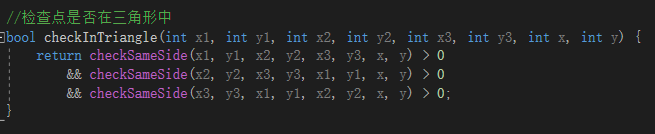 //检查点是否在三角形中
bool checkInTriangle(int x1, int y1, int x2, int y2, int x3, int y3, int x, int y) {
return checkSameSide(x1, y1, x2, y2, x3, y3, x, y) > 0
&& checkSameSide(x2, y2, x3, y3, x1, y1, x, y) > 0
&& checkSameSide(x3, y3, x1, y1, x2, y2, x, y) > 0;
}